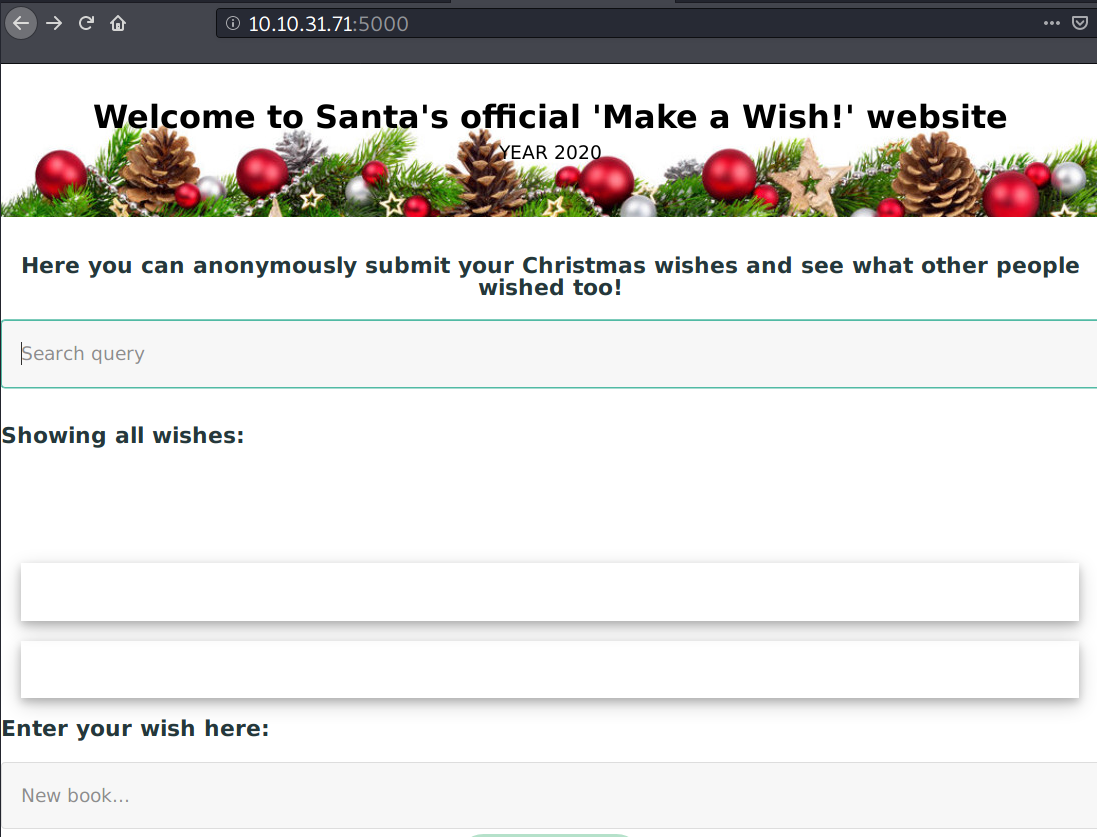 10.10.31.71:5000
Welcome to Santa's official 'Make a Wish!' website
YEAR 2020
Here you can anonymously submit your Christmas wishes and see what other people
wished too!
Search query
Showing all wishes:
Enter your wish here:
New book...